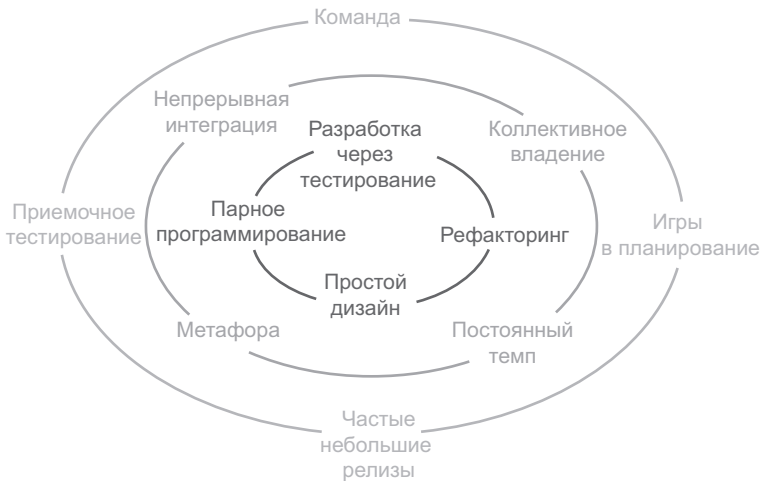 Команда
Непрерывная
интеграция
Разработка
через
тестирование
Коллективное
владение
Приемочное
тестирование
Парное
программирование
Рефакторинг
Игры
в планирование
Простой
дизайн
Метафора
Постоянный
темп
Частые
небольшие
релизы